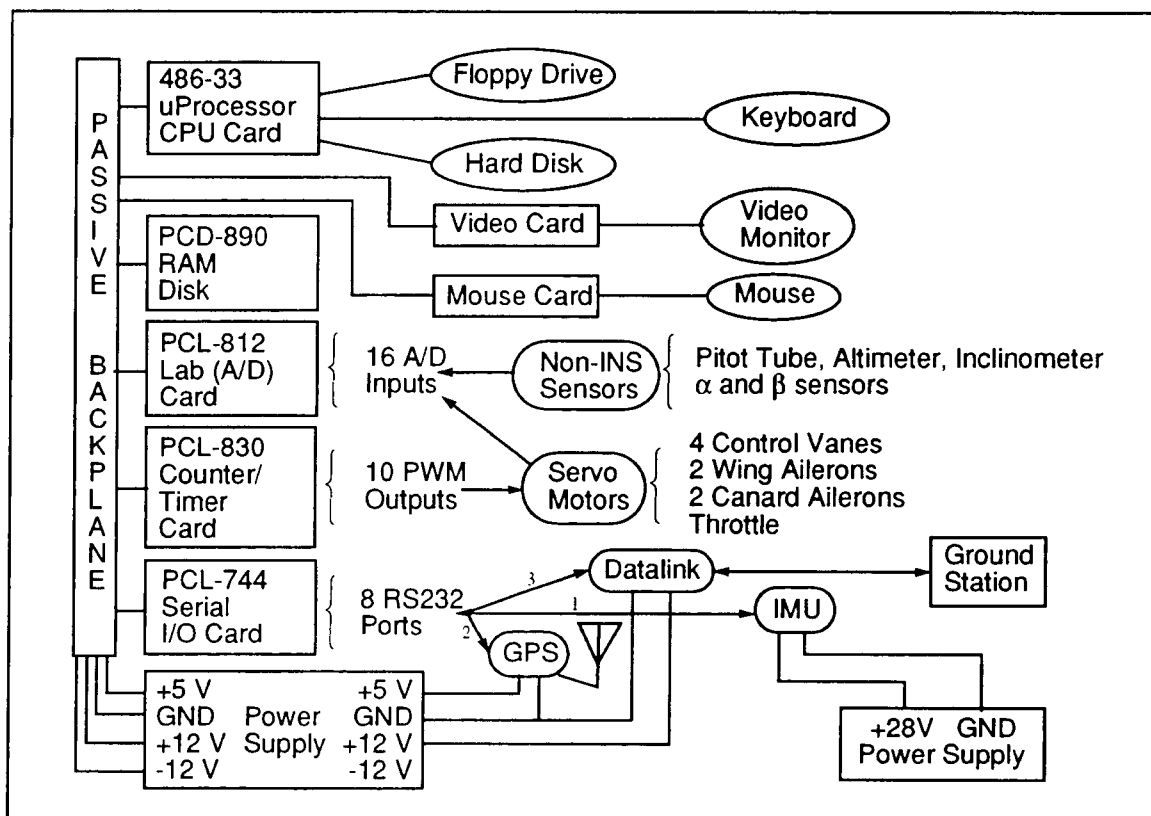 PASSIVE BACKPLANE
486-33
uProcessor
CPU Card
Floppy Drive
Keyboard
Hard Disk
Video Card
Video
Monitor
PCD-890
RAM
Disk
Mouse Card
Mouse
PCL-812
Lab (A/D)
Card
16 A/D
Inputs
Non-INS
Sensors
Pitot Tube, Altimeter, Inclinometer
α and β sensors
PCL-830
Counter/
Timer
Card
10 PWM
Outputs
Servo
Motors
4 Control Vanes
2 Wing Ailerons
2 Canard Ailerons
Throttle
PCL-744
Serial
I/O Card
8 RS232
Ports
3
1
2
Datalink
Ground
Station
IMU
GPS
+5 V
GND
+12 V
-12 V
Power
Supply
+5 V
GND
+12 V
-12 V
+28V GND
Power Supply